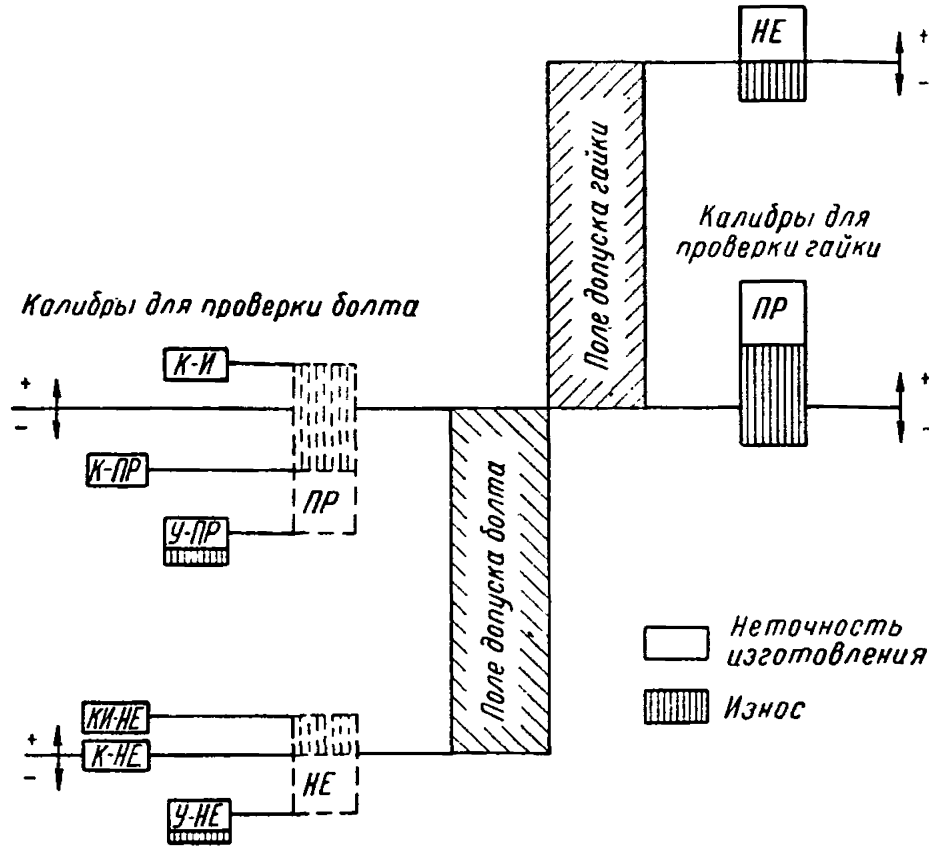 НЕ
+
-
Поле допуска гайки
Калибры для
проверки гайки
ПР
+
-
Калибры для проверки болта
К-И
+
-
К-ПР
ПР
У-ПР
Поле допуска болта
Неточность
изготовления
Износ
КИ-НЕ
+
-
К-НЕ
НЕ
У-НЕ